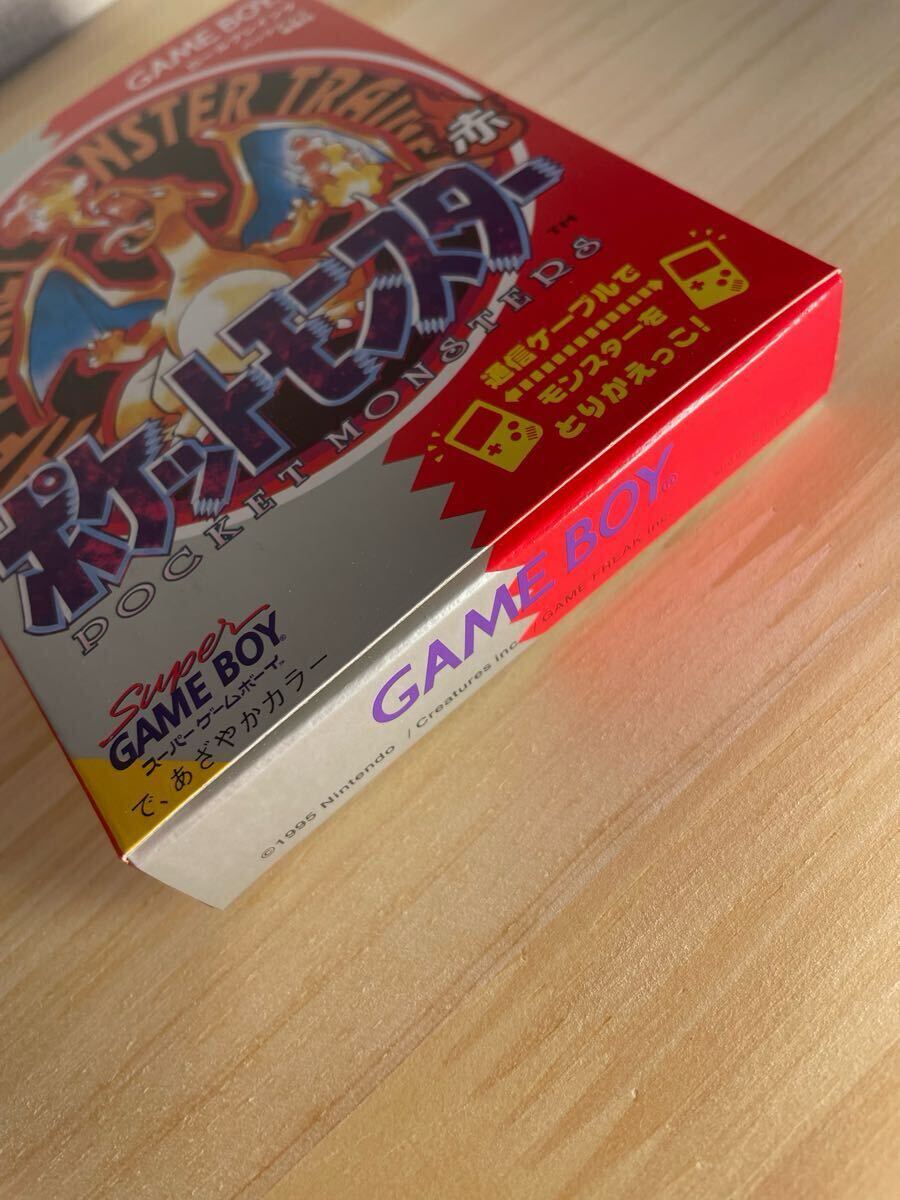 GAME BOY
MONSTER TRAINER
赤
ポケットモンスター
TM
POCKET MONSTERS
通信ケーブルで
モンスターを
とりかえっこ!
Super
GAME BOY®
スーパーゲームボーイ™
で、あざやかカラー
GAME BOY
©1995 Nintendo / Creatures inc. / GAME FREAK inc.